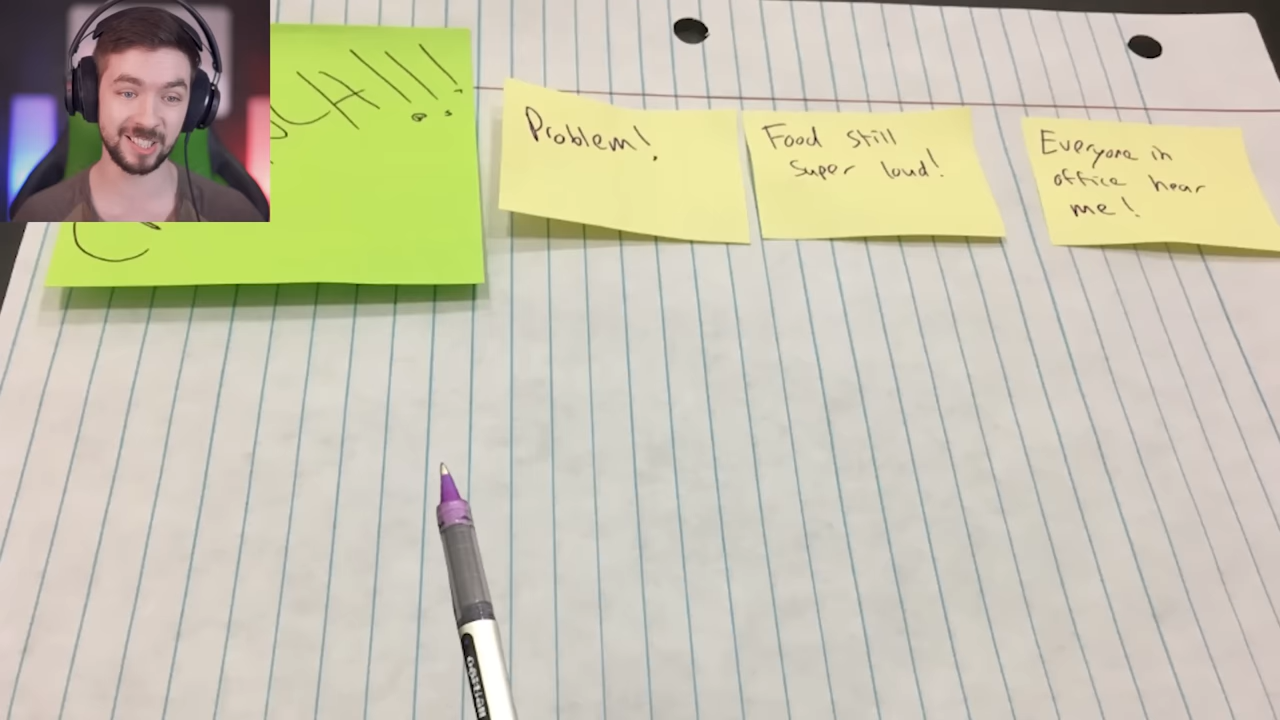 Problem!
Food still
super loud!
Everyone in
office hear
me!